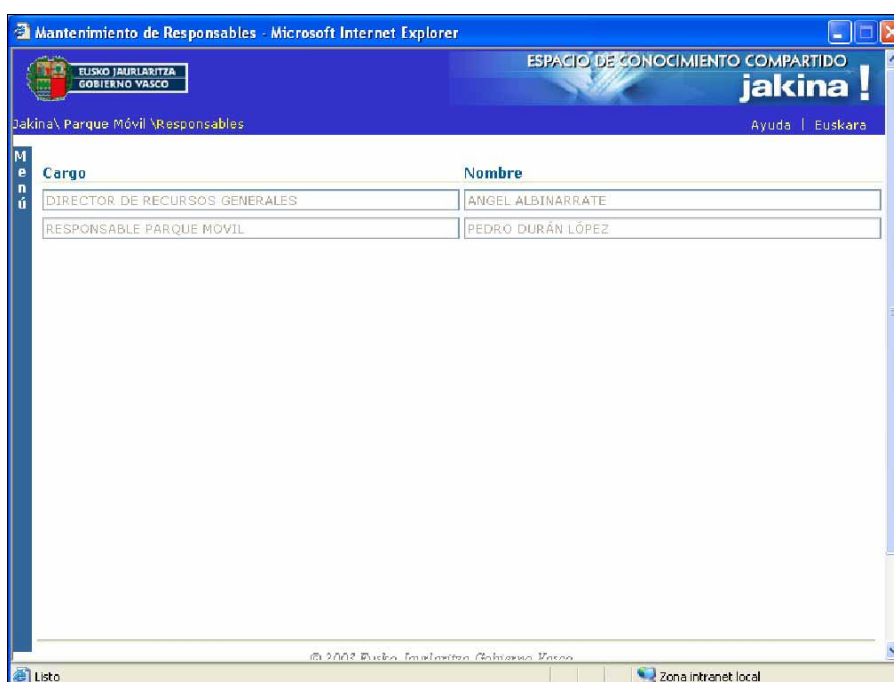 Mantenimiento de Responsables - Microsoft Internet Explorer
EUSKO JAURLARITZA
GOBIERNO VASCO
ESPACIO DE CONOCIMIENTO COMPARTIDO
jakina !
Jakina\ Parque Móvil \Responsables
Ayuda | Euskara
Menú
Cargo Nombre
DIRECTOR DE RECURSOS GENERALES ANGEL ALBINARRATE
RESPONSABLE PARQUE MOVIL PEDRO DURÁN LÓPEZ
Eusko Jaurlaritza Gobierno Vasco
Listo Zona intranet local